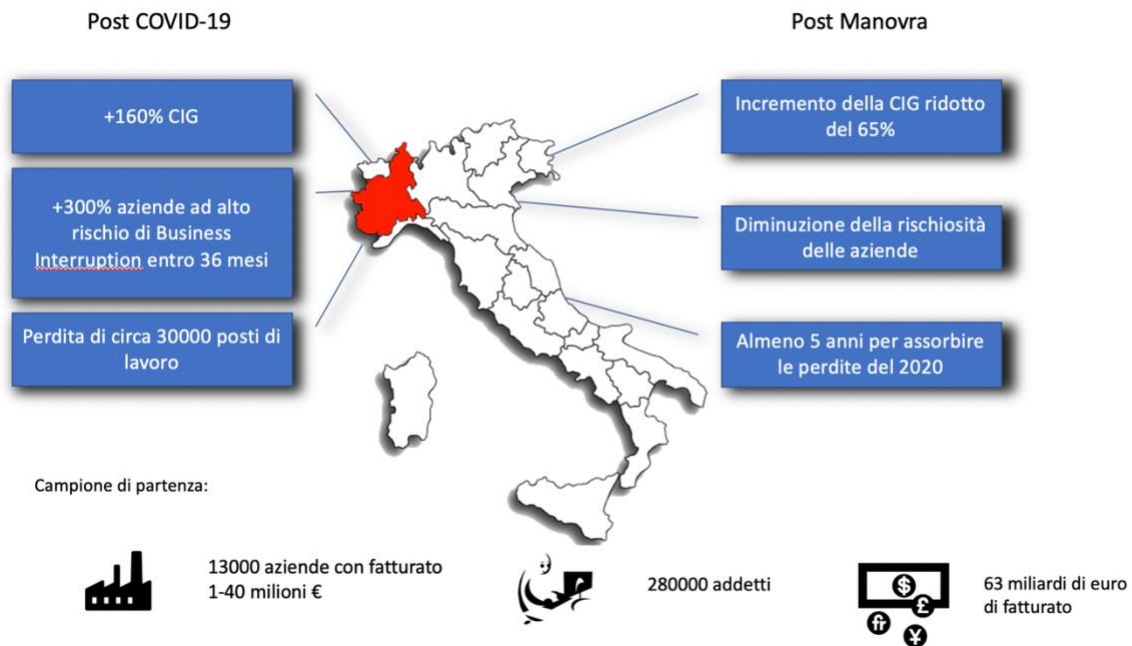 Post COVID-19
Post Manovra
+160% CIG
+300% aziende ad alto
rischio di Business
Interruption entro 36 mesi
Perdita di circa 30000 posti di
lavoro
Incremento della CIG ridotto
del 65%
Diminuzione della rischiosità
delle aziende
Almeno 5 anni per assorbire
le perdite del 2020
Campione di partenza:
13000 aziende con fatturato
1-40 milioni €
280000 addetti
$
£
¥
63 miliardi di euro
di fatturato